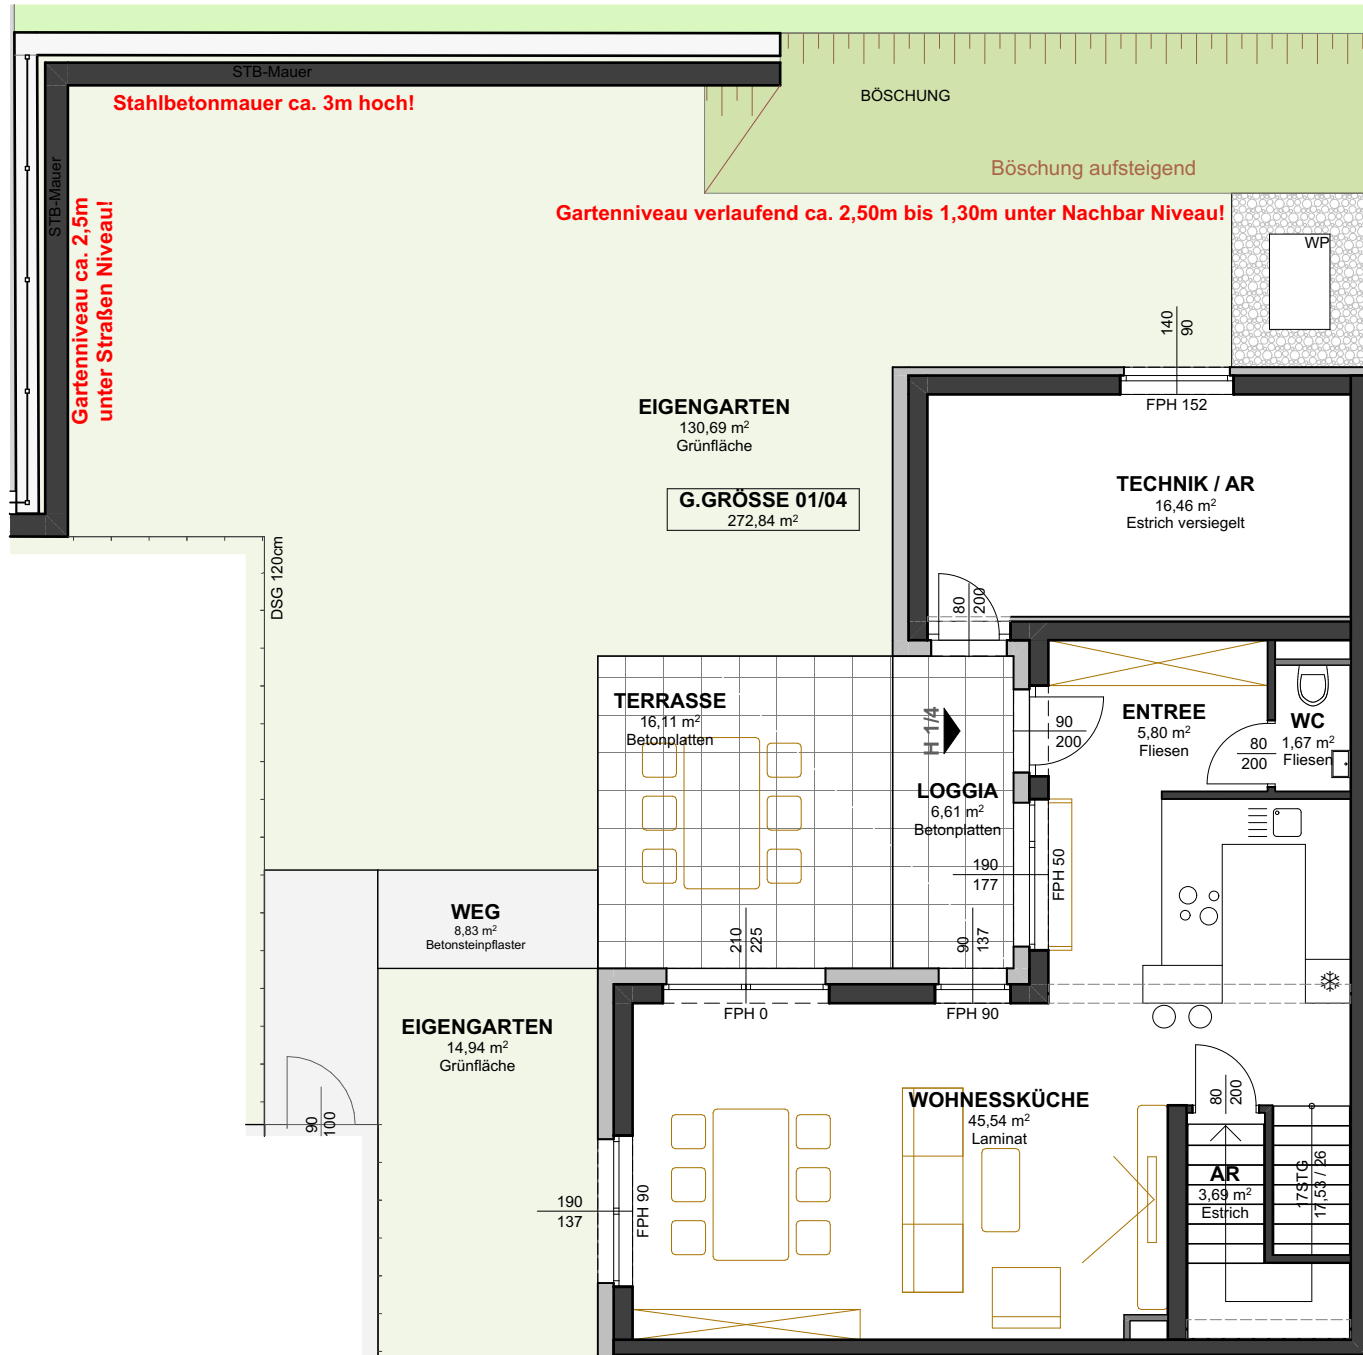 STB-Mauer
Stahlbetonmauer ca. 3m hoch!
BÖSCHUNG
Böschung aufsteigend
STB-Mauer
Gartenniveau ca. 2,5m
unter Straßen Niveau!
Gartenniveau verlaufend ca. 2,50m bis 1,30m unter Nachbar Niveau!
WP
140
90
FPH 152
EIGENGARTEN
130,69 m²
Grünfläche
G.GRÖSSE 01/04
272,84 m²
TECHNIK / AR
16,46 m²
Estrich versiegelt
DSG 120cm
80
200
TERRASSE
16,11 m²
Betonplatten
H 1/4
90
200
ENTREE
5,80 m²
Fliesen
80
200
WC
1,67 m²
Fliesen
LOGGIA
6,61 m²
Betonplatten
190
177
FPH 50
WEG
8,83 m²
Betonsteinpflaster
210
225
90
137
FPH 0
FPH 90
EIGENGARTEN
14,94 m²
Grünfläche
90
100
WOHNESSKÜCHE
45,54 m²
Laminat
80
200
190
137
FPH 90
AR
3,69 m²
Estrich
17STG
17,53 / 26